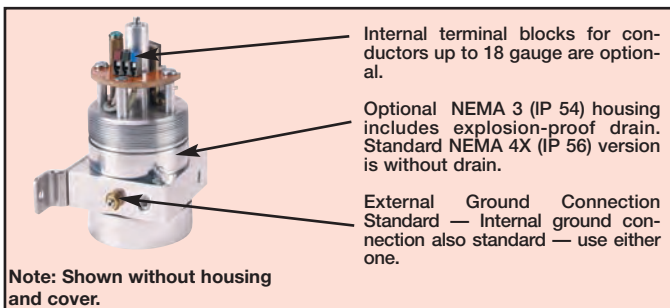 Internal terminal blocks for con-
ductors up to 18 gauge are option-
al.
Optional NEMA 3 (IP 54) housing
includes explosion-proof drain.
Standard NEMA 4X (IP 56) version
is without drain.
External Ground Connection
Standard — Internal ground con-
nection also standard — use either
one.
Note: Shown without housing
and cover.